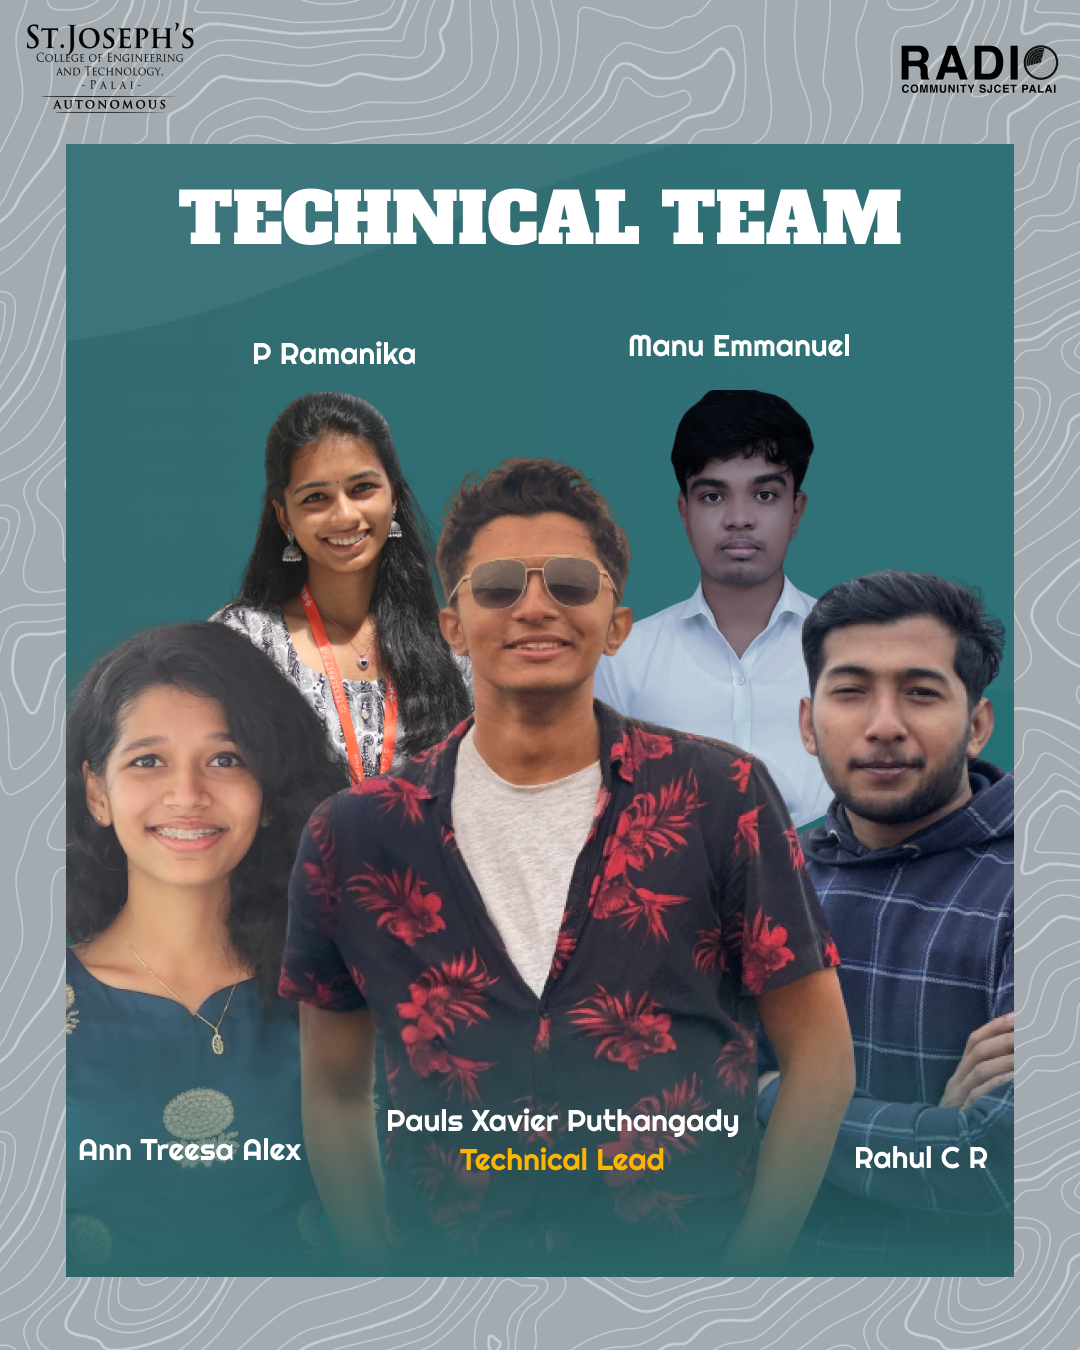 St.Joseph's
College of Engineering
and Technology,
-Palai-
AUTONOMOUS
RADIO
COMMUNITY SJCET PALAI
TECHNICAL TEAM
P Ramanika
Manu Emmanuel
Pauls Xavier Puthangady
Technical Lead
Ann Treesa Alex
Rahul C R